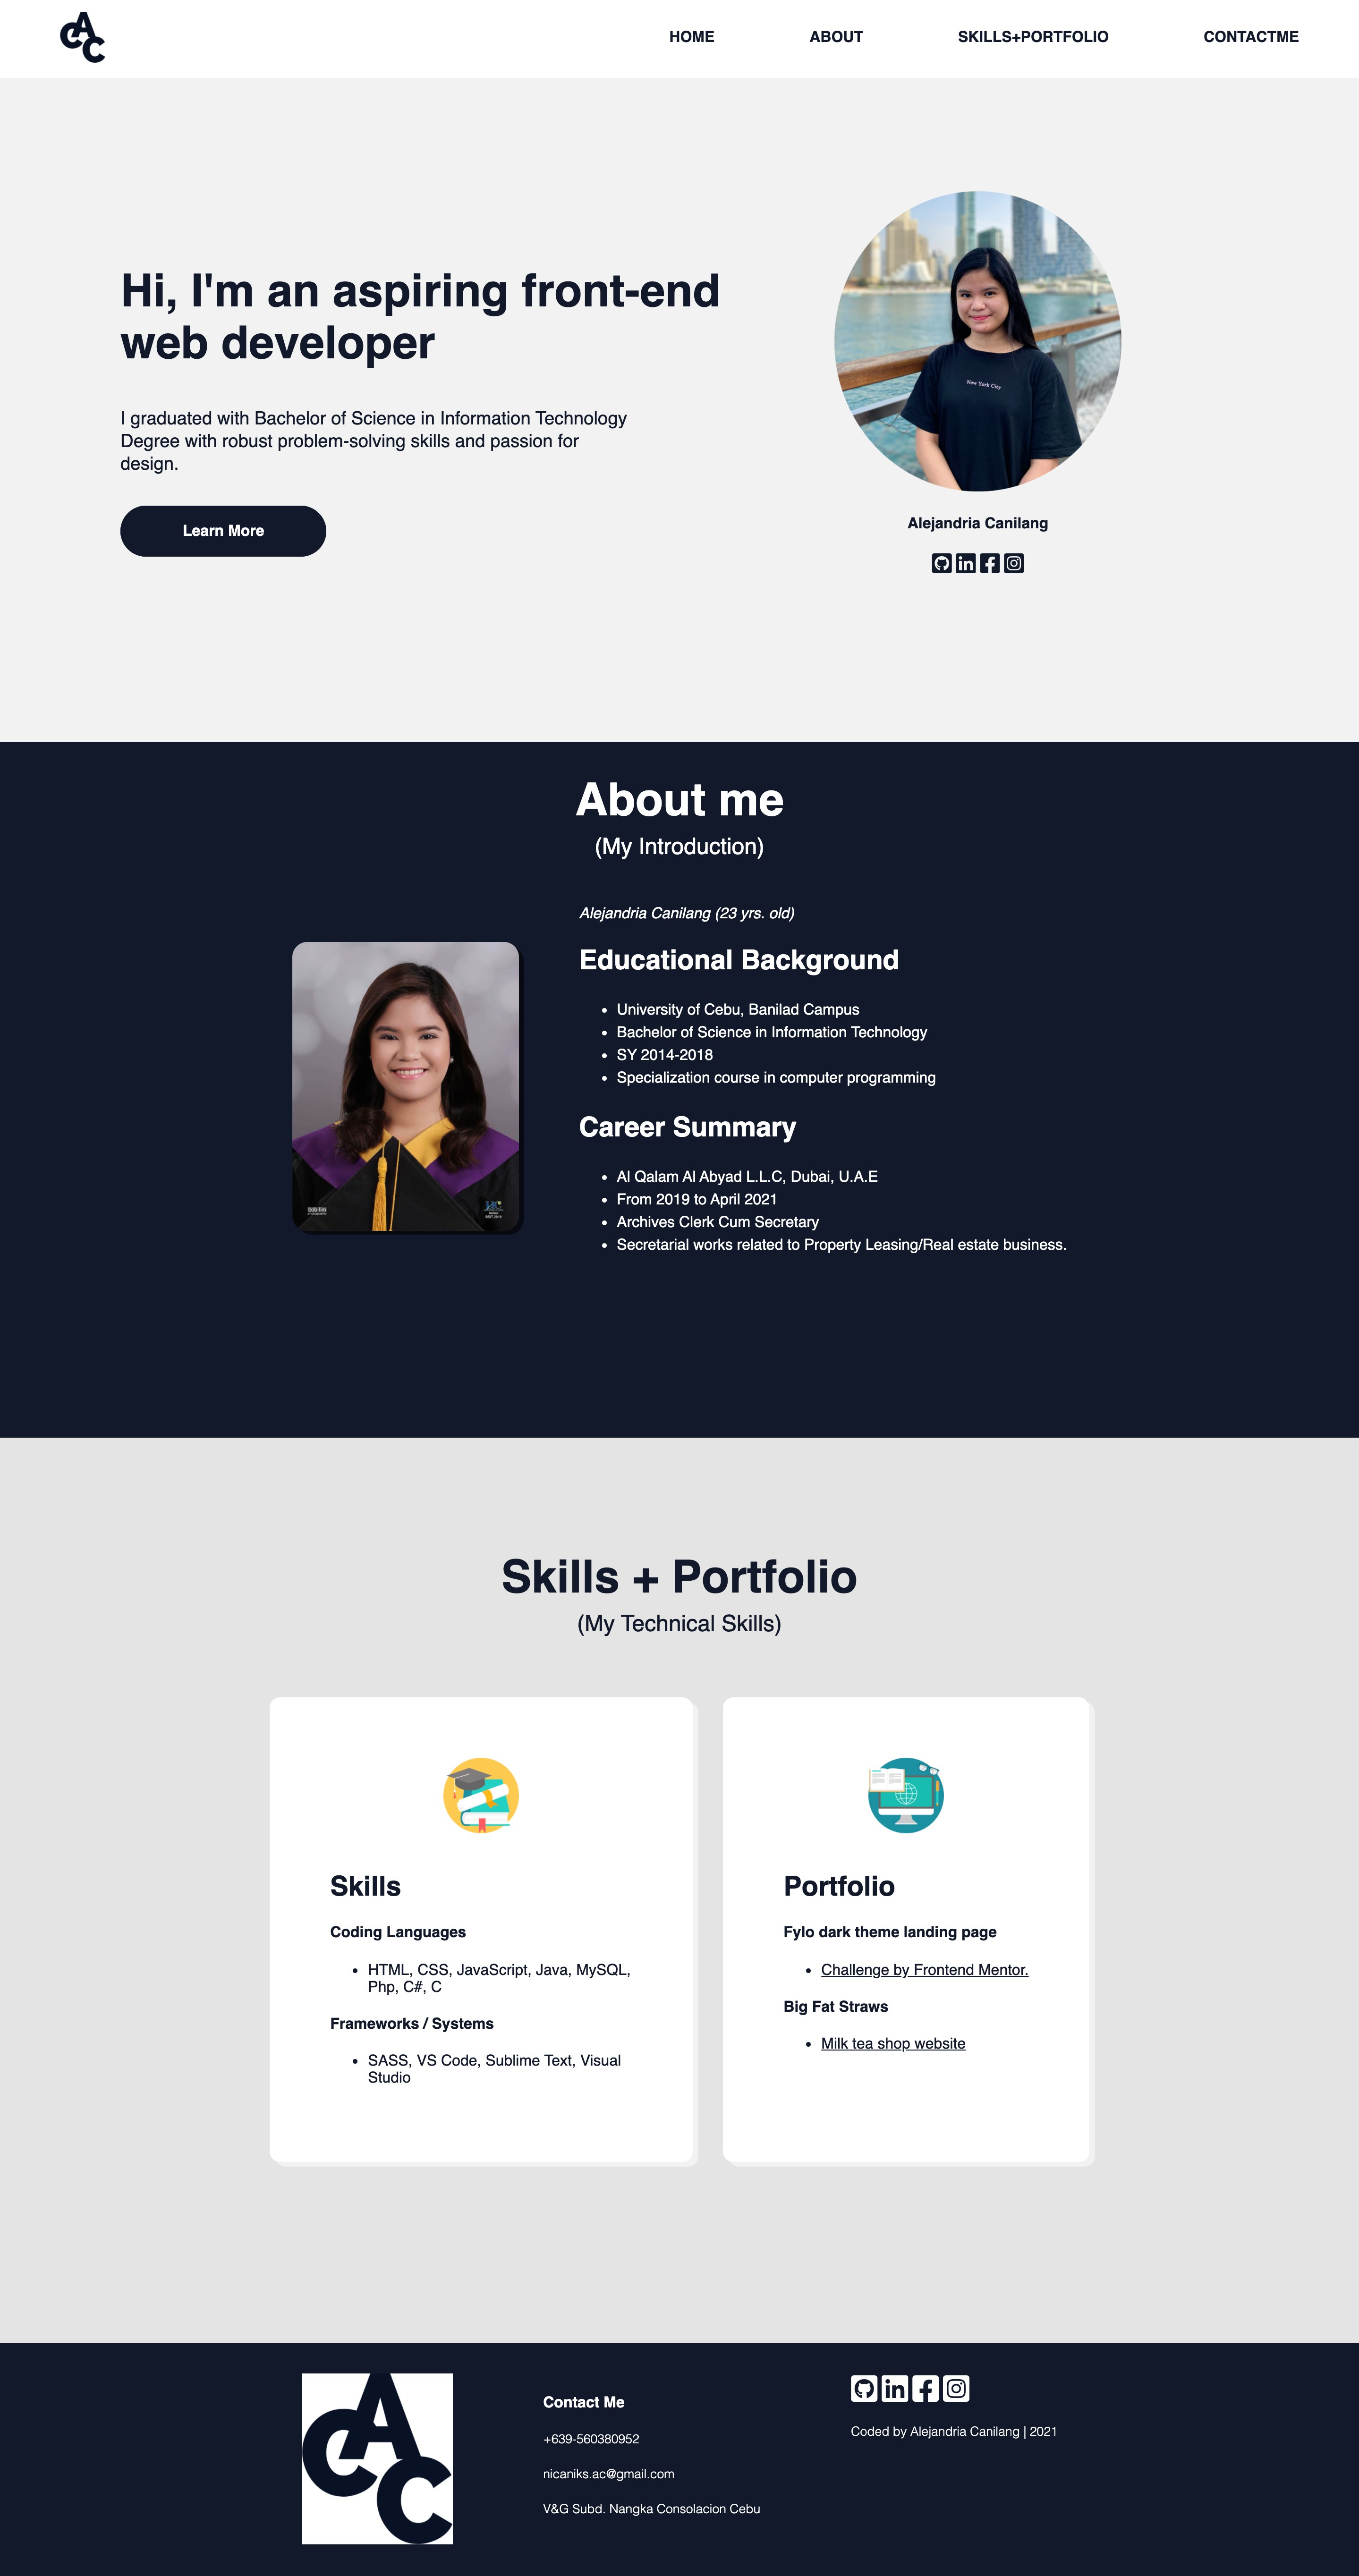 CAC
HOME
ABOUT
SKILLS+PORTFOLIO
CONTACTME
Hi, I'm an aspiring front-end
web developer
I graduated with Bachelor of Science in Information Technology
Degree with robust problem-solving skills and passion for
design.
Learn More
New York City
Alejandria Canilang
About me
(My Introduction)
Alejandria Canilang (23 yrs. old)
Educational Background
• University of Cebu, Banilad Campus
• Bachelor of Science in Information Technology
• SY 2014-2018
• Specialization course in computer programming
Career Summary
• Al Qalam Al Abyad L.L.C, Dubai, U.A.E
• From 2019 to April 2021
• Archives Clerk Cum Secretary
• Secretarial works related to Property Leasing/Real estate business.
Skills + Portfolio
(My Technical Skills)
Skills
Coding Languages
• HTML, CSS, JavaScript, Java, MySQL,
Php, C#, C
Frameworks / Systems
• SASS, VS Code, Sublime Text, Visual
Studio
Portfolio
Fylo dark theme landing page
• Challenge by Frontend Mentor.
Big Fat Straws
• Milk tea shop website
CAC
Contact Me
+639-560380952
nicaniks.ac@gmail.com
V&G Subd. Nangka Consolacion Cebu
Coded by Alejandria Canilang | 2021